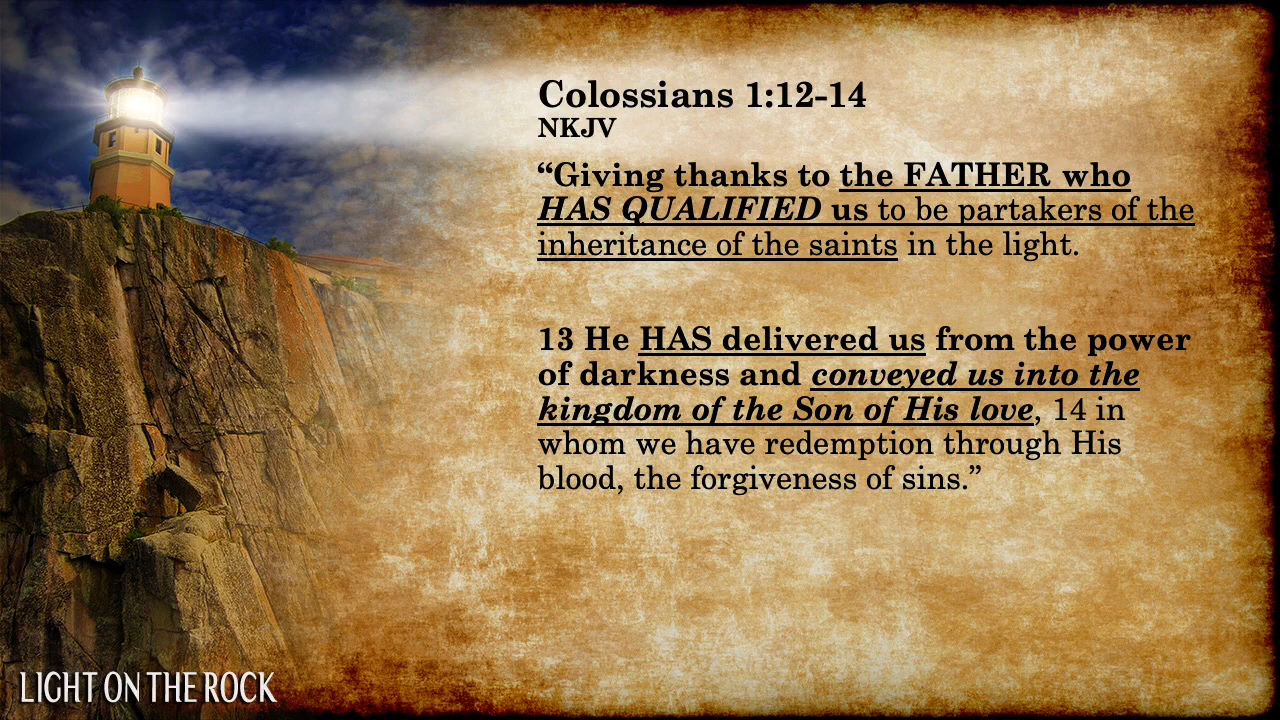 Colossians 1:12-14
NKJV
“Giving thanks to the FATHER who
HAS QUALIFIED us to be partakers of the
inheritance of the saints in the light.
13 He HAS delivered us from the power
of darkness and conveyed us into the
kingdom of the Son of His love, 14 in
whom we have redemption through His
blood, the forgiveness of sins.”
LIGHT ON THE ROCK